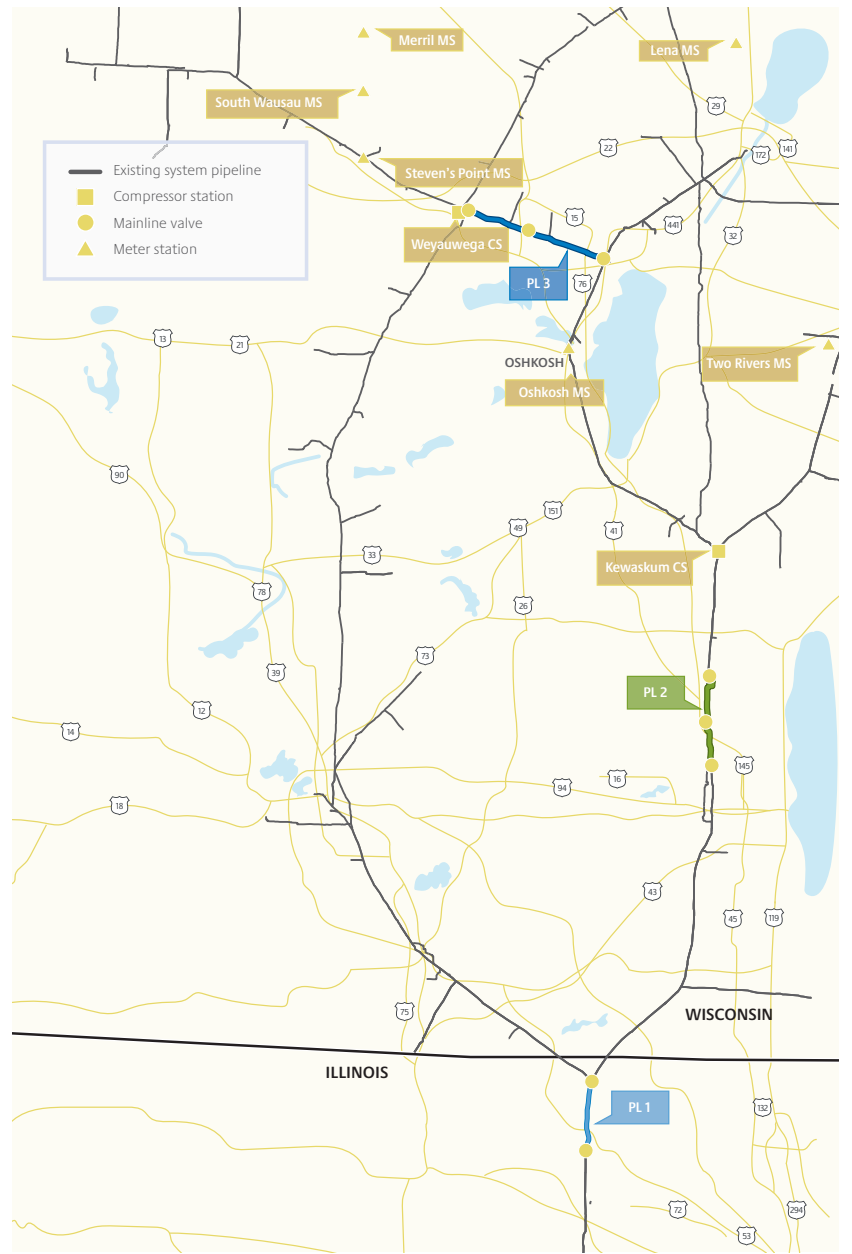 Merril MS
Lena MS
South Wausau MS
29
22
172
141
Existing system pipeline
Compressor station
Mainline valve
Meter station
Steven's Point MS
15
441
32
Weyauwega CS
PL 3
76
13
21
OSHKOSH
Two Rivers MS
Oshkosh MS
90
151
49
41
33
Kewaskum CS
78
26
73
39
PL 2
12
14
145
16
94
18
43
45
119
75
WISCONSIN
ILLINOIS
PL 1
132
72
294
53